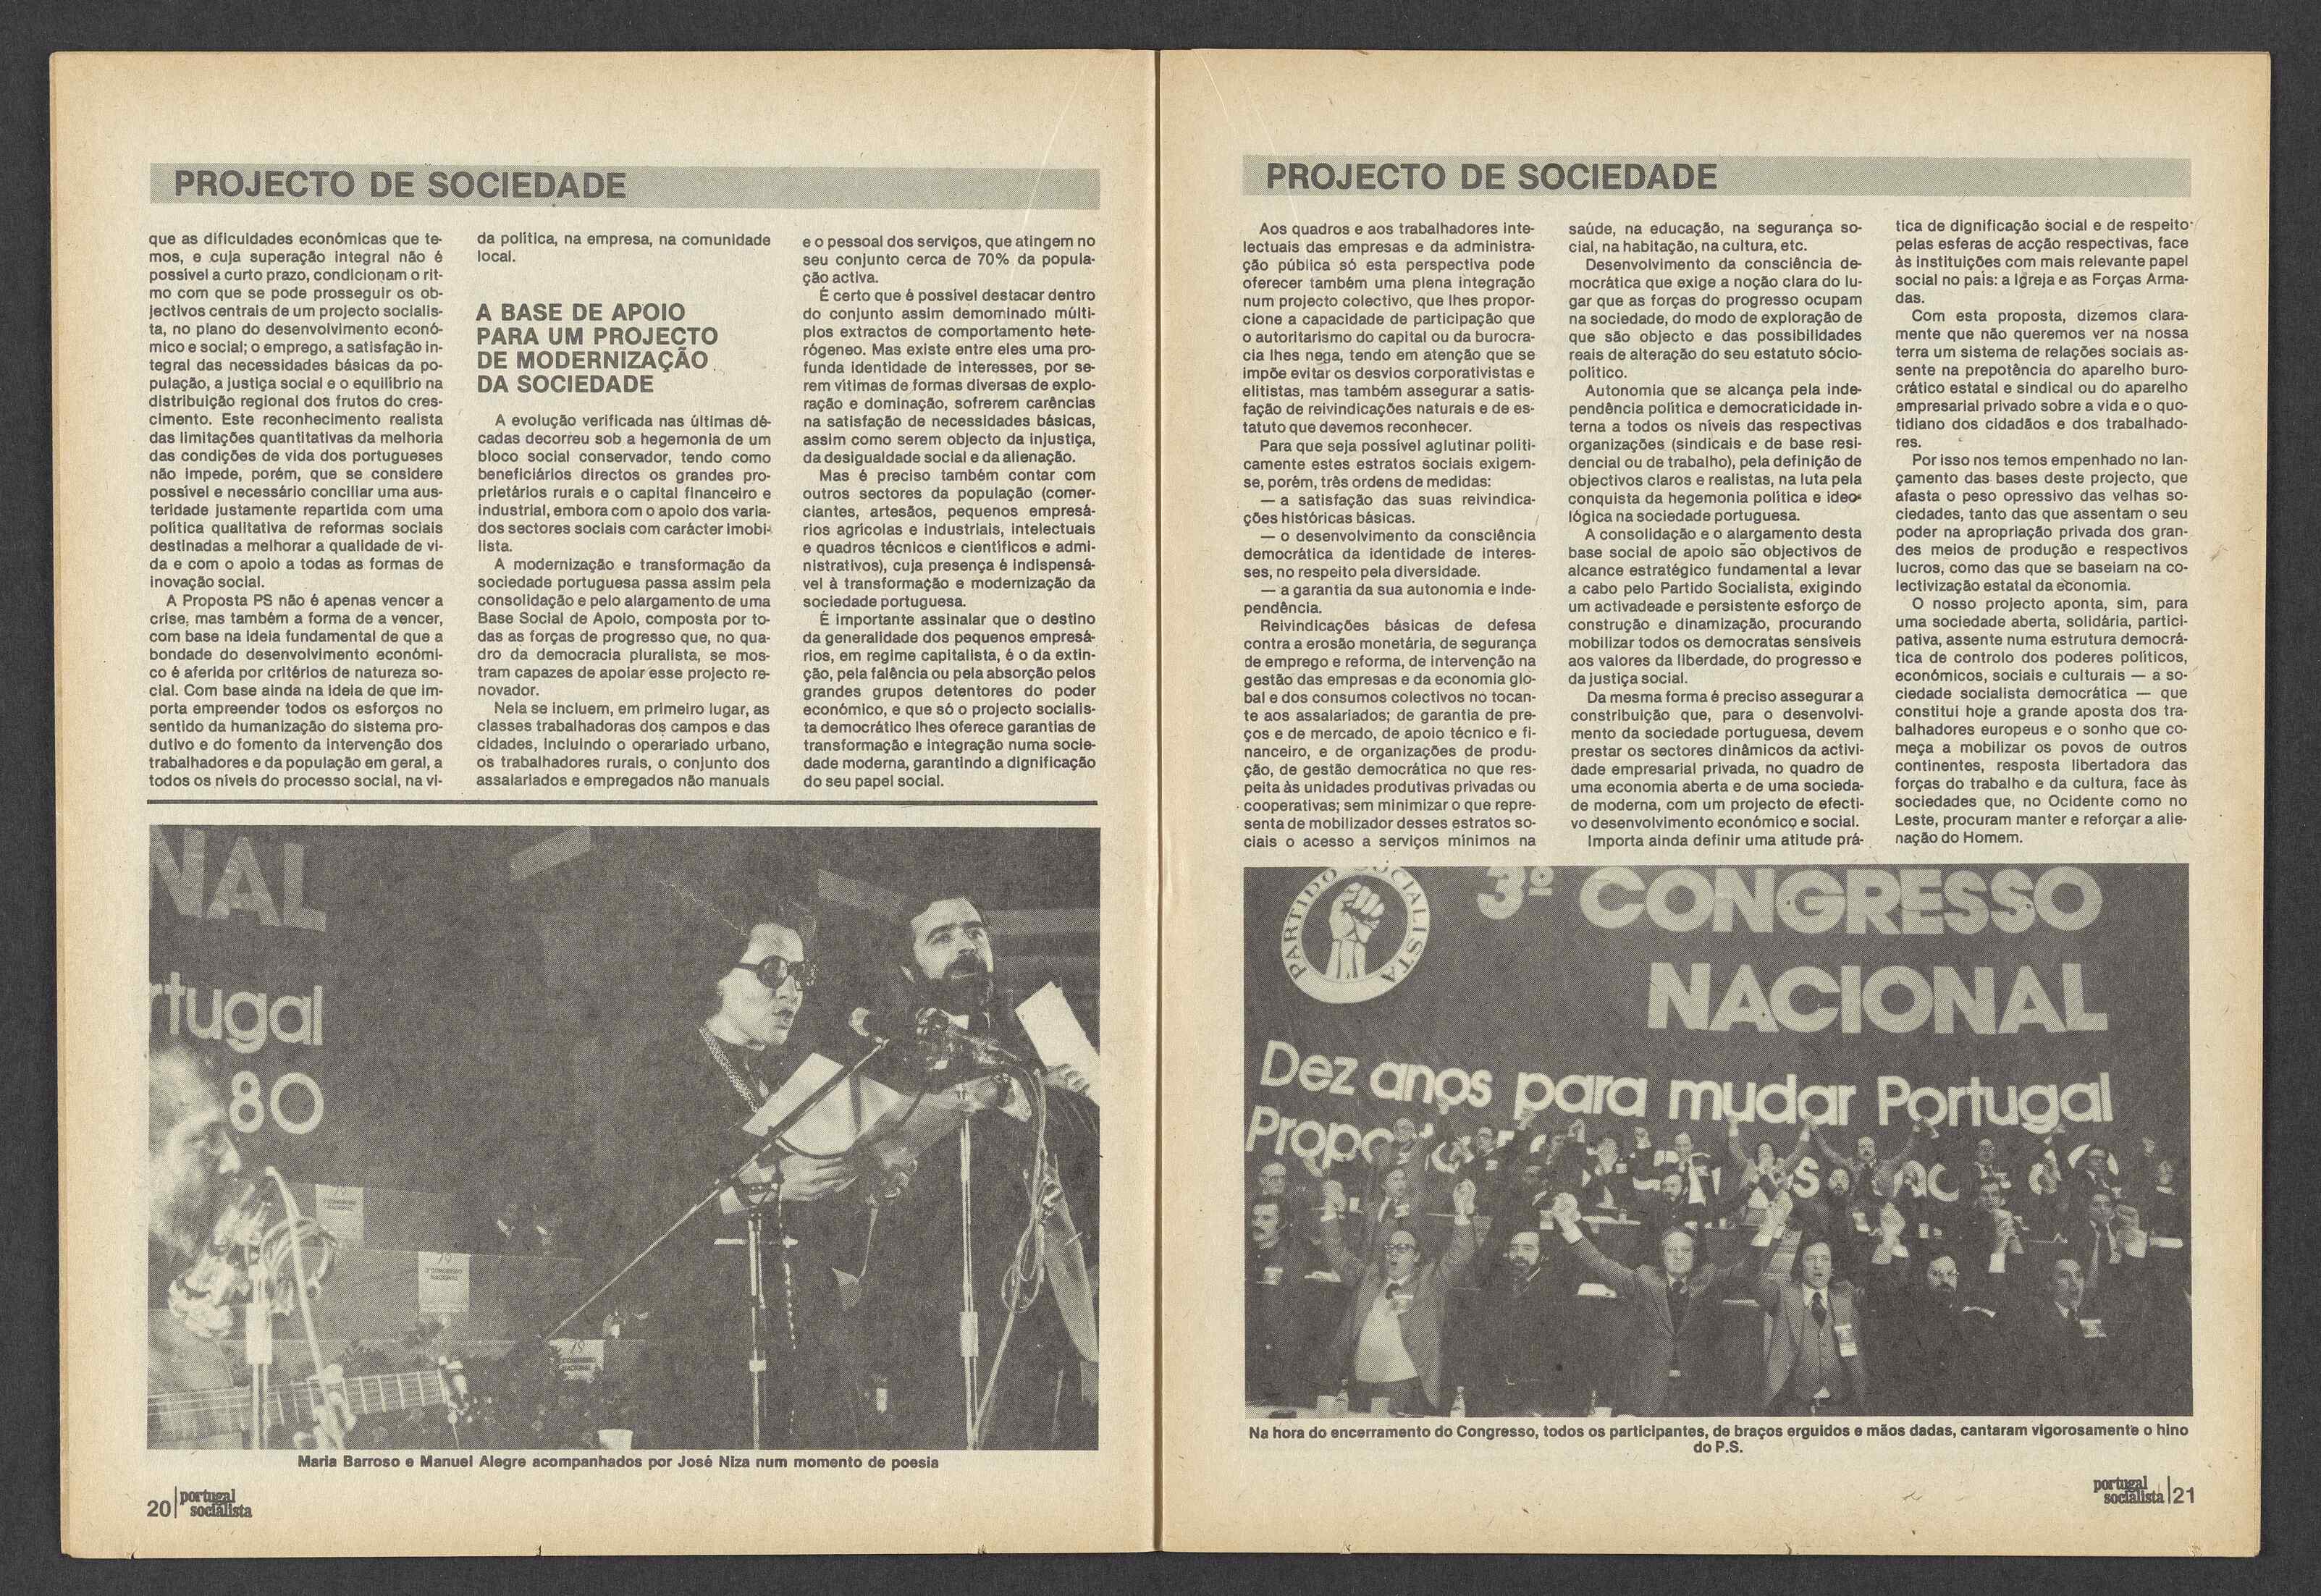 PROJECTO DE SOCIEDADE
que as dificuldades económicas que te-
mos, e cuja superação integral não é
possível a curto prazo, condicionam o rit-
mo com que se pode prosseguir os ob-
jectivos centrais de um projecto socialis-
ta, no plano do desenvolvimento econó-
mico e social; o emprego, a satisfação in-
tegral das necessidades básicas da po-
pulação, a justiça social e o equilíbrio na
distribuição regional dos frutos do cres-
cimento. Este reconhecimento realista
das limitações quantitativas da melhoria
das condições de vida dos portugueses
não impede, porém, que se considere
possível e necessário conciliar uma aus-
teridade justamente repartida com uma
política qualitativa de reformas sociais
destinadas a melhorar a qualidade de vi-
da e com o apoio a todas as formas de
inovação social.
A Proposta PS não é apenas vencer a
crise, mas também a forma de a vencer,
com base na ideia fundamental de que a
bondade do desenvolvimento económi-
co é aferida por critérios de natureza so-
cial. Com base ainda na ideia de que im-
porta empreender todos os esforços no
sentido da humanização do sistema pro-
dutivo e do fomento da intervenção dos
trabalhadores e da população em geral, a
todos os níveis do processo social, na vi-
da política, na empresa, na comunidade
local.
A BASE DE APOIO
PARA UM PROJECTO
DE MODERNIZAÇÃO
DA SOCIEDADE
A evolução verificada nas últimas dé-
cadas decorreu sob a hegemonia de um
bloco social conservador, tendo como
beneficiários directos os grandes pro-
prietários rurais e o capital financeiro e
industrial, embora com o apoio dos varia-
dos sectores sociais com carácter imobi-
lista.
A modernização e transformação da
sociedade portuguesa passa assim pela
consolidação e pelo alargamento de uma
Base Social de Apoio, composta por to-
das as forças de progresso que, no qua-
dro da democracia pluralista, se mos-
tram capazes de apoiar esse projecto re-
novador.
Nela se incluem, em primeiro lugar, as
classes trabalhadoras dos campos e das
cidades, incluindo o operariado urbano,
os trabalhadores rurais, o conjunto dos
assalariados e empregados não manuais
e o pessoal dos serviços, que atingem no
seu conjunto cerca de 70% da popula-
ção activa.
É certo que é possível destacar dentro
do conjunto assim demominado múlti-
plos extractos de comportamento hete-
rógeneo. Mas existe entre eles uma pro-
funda identidade de interesses, por se-
rem vítimas de formas diversas de explo-
ração e dominação, sofrerem carências
na satisfação de necessidades básicas,
assim como serem objecto da injustiça,
da desigualdade social e da alienação.
Mas é preciso também contar com
outros sectores da população (comer-
ciantes, artesãos, pequenos empresá-
rios agrícolas e industriais, intelectuais
e quadros técnicos e científicos e admi-
nistrativos), cuja presença é indispensá-
vel à transformação e modernização da
sociedade portuguesa.
É importante assinalar que o destino
da generalidade dos pequenos empresá-
rios, em regime capitalista, é o da extin-
ção, pela falência ou pela absorção pelos
grandes grupos detentores do poder
económico, e que só o projecto socialis-
ta democrático lhes oferece garantias de
transformação e integração numa socie-
dade moderna, garantindo a dignificação
do seu papel social.
NAL
rtugal
80
79
3º CONGRESSO
NACIONAL
79
CONGRESSO
NACIONAL
Maria Barroso e Manuel Alegre acompanhados por José Niza num momento de poesia
20 portugal
socialista
PROJECTO DE SOCIEDADE
Aos quadros e aos trabalhadores inte-
lectuais das empresas e da administra-
ção pública só esta perspectiva pode
oferecer também uma plena integração
num projecto colectivo, que lhes propor-
cione a capacidade de participação que
o autoritarismo do capital ou da burocra-
cia lhes nega, tendo em atenção que se
impõe evitar os desvios corporativistas e
elitistas, mas também assegurar a satis-
fação de reivindicações naturais e de es-
tatuto que devemos reconhecer.
Para que seja possível aglutinar politi-
camente estes estratos sociais exigem-
se, porém, três ordens de medidas:
— a satisfação das suas reivindica-
ções históricas básicas.
— o desenvolvimento da consciência
democrática da identidade de interes-
ses, no respeito pela diversidade.
— a garantia da sua autonomia e inde-
pendência.
Reivindicações básicas de defesa
contra a erosão monetária, de segurança
de emprego e reforma, de intervenção na
gestão das empresas e da economia glo-
bal e dos consumos colectivos no tocan-
te aos assalariados; de garantia de pre-
ços e de mercado, de apoio técnico e fi-
nanceiro, e de organizações de produ-
ção, de gestão democrática no que res-
peita às unidades produtivas privadas ou
cooperativas; sem minimizar o que repre-
senta de mobilizador desses estratos so-
ciais o acesso a serviços mínimos na
saúde, na educação, na segurança so-
cial, na habitação, na cultura, etc.
Desenvolvimento da consciência de-
mocrática que exige a noção clara do lu-
gar que as forças do progresso ocupam
na sociedade, do modo de exploração de
que são objecto e das possibilidades
reais de alteração do seu estatuto sócio-
político.
Autonomia que se alcança pela inde-
pendência política e democraticidade in-
terna a todos os níveis das respectivas
organizações (sindicais e de base resi-
dencial ou de trabalho), pela definição de
objectivos claros e realistas, na luta pela
conquista da hegemonia política e ideo-
lógica na sociedade portuguesa.
A consolidação e o alargamento desta
base social de apoio são objectivos de
alcance estratégico fundamental a levar
a cabo pelo Partido Socialista, exigindo
um activadeade e persistente esforço de
construção e dinamização, procurando
mobilizar todos os democratas sensíveis
aos valores da liberdade, do progresso e
da justiça social.
Da mesma forma é preciso assegurar a
constribuição que, para o desenvolvi-
mento da sociedade portuguesa, devem
prestar os sectores dinâmicos da activi-
dade empresarial privada, no quadro de
uma economia aberta e de uma socieda-
de moderna, com um projecto de efecti-
vo desenvolvimento económico e social.
Importa ainda definir uma atitude prá-
tica de dignificação social e de respeito
pelas esferas de acção respectivas, face
às Instituições com mais relevante papel
social no país: a Igreja e as Forças Arma-
das.
Com esta proposta, dizemos clara-
mente que não queremos ver na nossa
terra um sistema de relações sociais as-
sente na prepotência do aparelho buro-
crático estatal e sindical ou do aparelho
empresarial privado sobre a vida e o quo-
tidiano dos cidadãos e dos trabalhado-
res.
Por isso nos temos empenhado no lan-
çamento das bases deste projecto, que
afasta o peso opressivo das velhas so-
ciedades, tanto das que assentam o seu
poder na apropriação privada dos gran-
des meios de produção e respectivos
lucros, como das que se baseiam na co-
lectivização estatal da economia.
O nosso projecto aponta, sim, para
uma sociedade aberta, solidária, partici-
pativa, assente numa estrutura democrá-
tica de controlo dos poderes políticos,
económicos, sociais e culturais — a so-
ciedade socialista democrática — que
constitui hoje a grande aposta dos tra-
balhadores europeus e o sonho que co-
meça a mobilizar os povos de outros
continentes, resposta libertadora das
forças do trabalho e da cultura, face às
sociedades que, no Ocidente como no
Leste, procuram manter e reforçar a alie-
nação do Homem.
PARTIDO SOCIALISTA
3º CONGRESSO
NACIONAL
Dez anos para mudar Portugal
Na hora do encerramento do Congresso, todos os participantes, de braços erguidos e mãos dadas, cantaram vigorosamente o hino
do P.S.
portugal
socialista 21